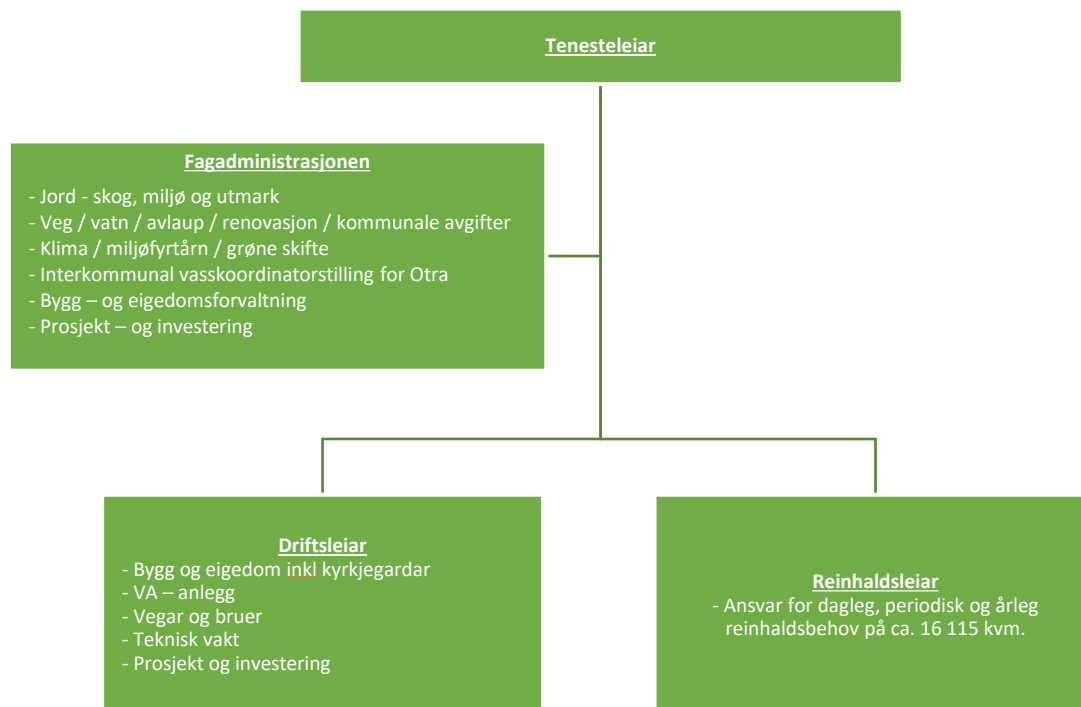 Tenesteleiar
Fagadministrasjonen
- Jord - skog, miljø og utmark
- Veg / vatn / avlaup / renovasjon / kommunale avgifter
- Klima / miljøfyrtårn / grøne skifte
- Interkommunal vasskoordinatorstilling for Otra
- Bygg – og eigedomsforvaltning
- Prosjekt – og investering
Driftsleiar
- Bygg og eigedom inkl kyrkjegardar
- VA – anlegg
- Vegar og bruer
- Teknisk vakt
- Prosjekt og investering
Reinhaldsleiar
- Ansvar for dagleg, periodisk og årleg
reinhaldsbehov på ca. 16 115 kvm.